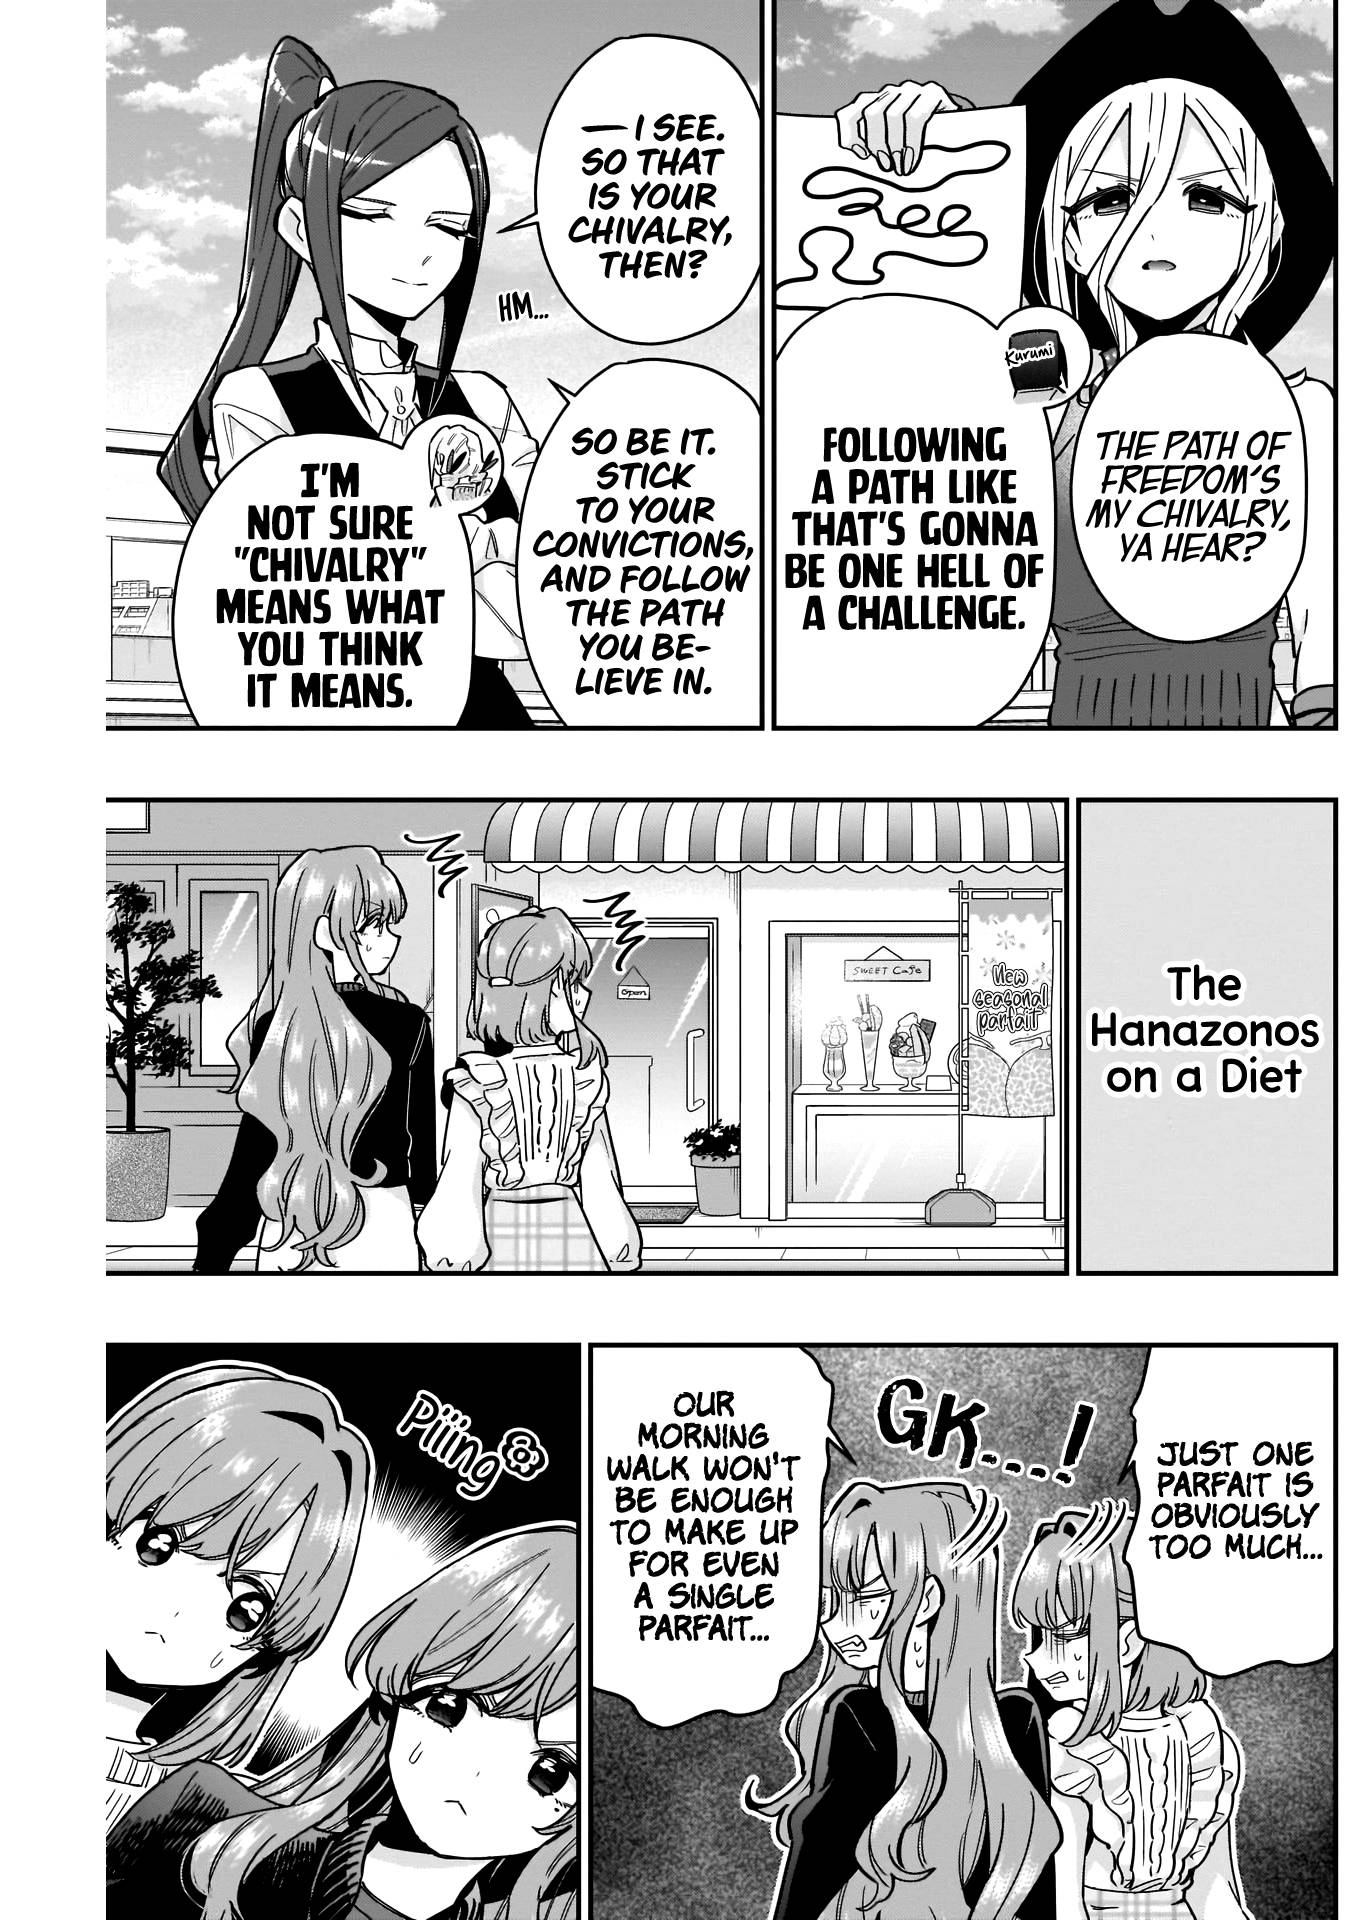 THE PATH OF
FREEDOM'S
MY CHIVALRY,
YA HEAR?
Kurumi
FOLLOWING
A PATH LIKE
THAT'S GONNA
BE ONE HELL OF
A CHALLENGE.
— I SEE.
SO THAT
IS YOUR
CHIVALRY,
THEN?
HM...
SO BE IT.
STICK
TO YOUR
CONVICTIONS,
AND FOLLOW
THE PATH
YOU BE-
LIEVE IN.
I'M
NOT SURE
"CHIVALRY"
MEANS WHAT
YOU THINK
IT MEANS.
The
Hanazonos
on a Diet
SWEET Cafe
New
seasonal
parfait
Open
JUST ONE
PARFAIT IS
OBVIOUSLY
TOO MUCH...
GK...!
OUR
MORNING
WALK WON'T
BE ENOUGH
TO MAKE UP
FOR EVEN
A SINGLE
PARFAIT...
Piiing